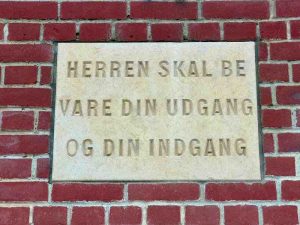 HERREN SKAL BE
VARE DIN UDGANG
OG DIN INDGANG